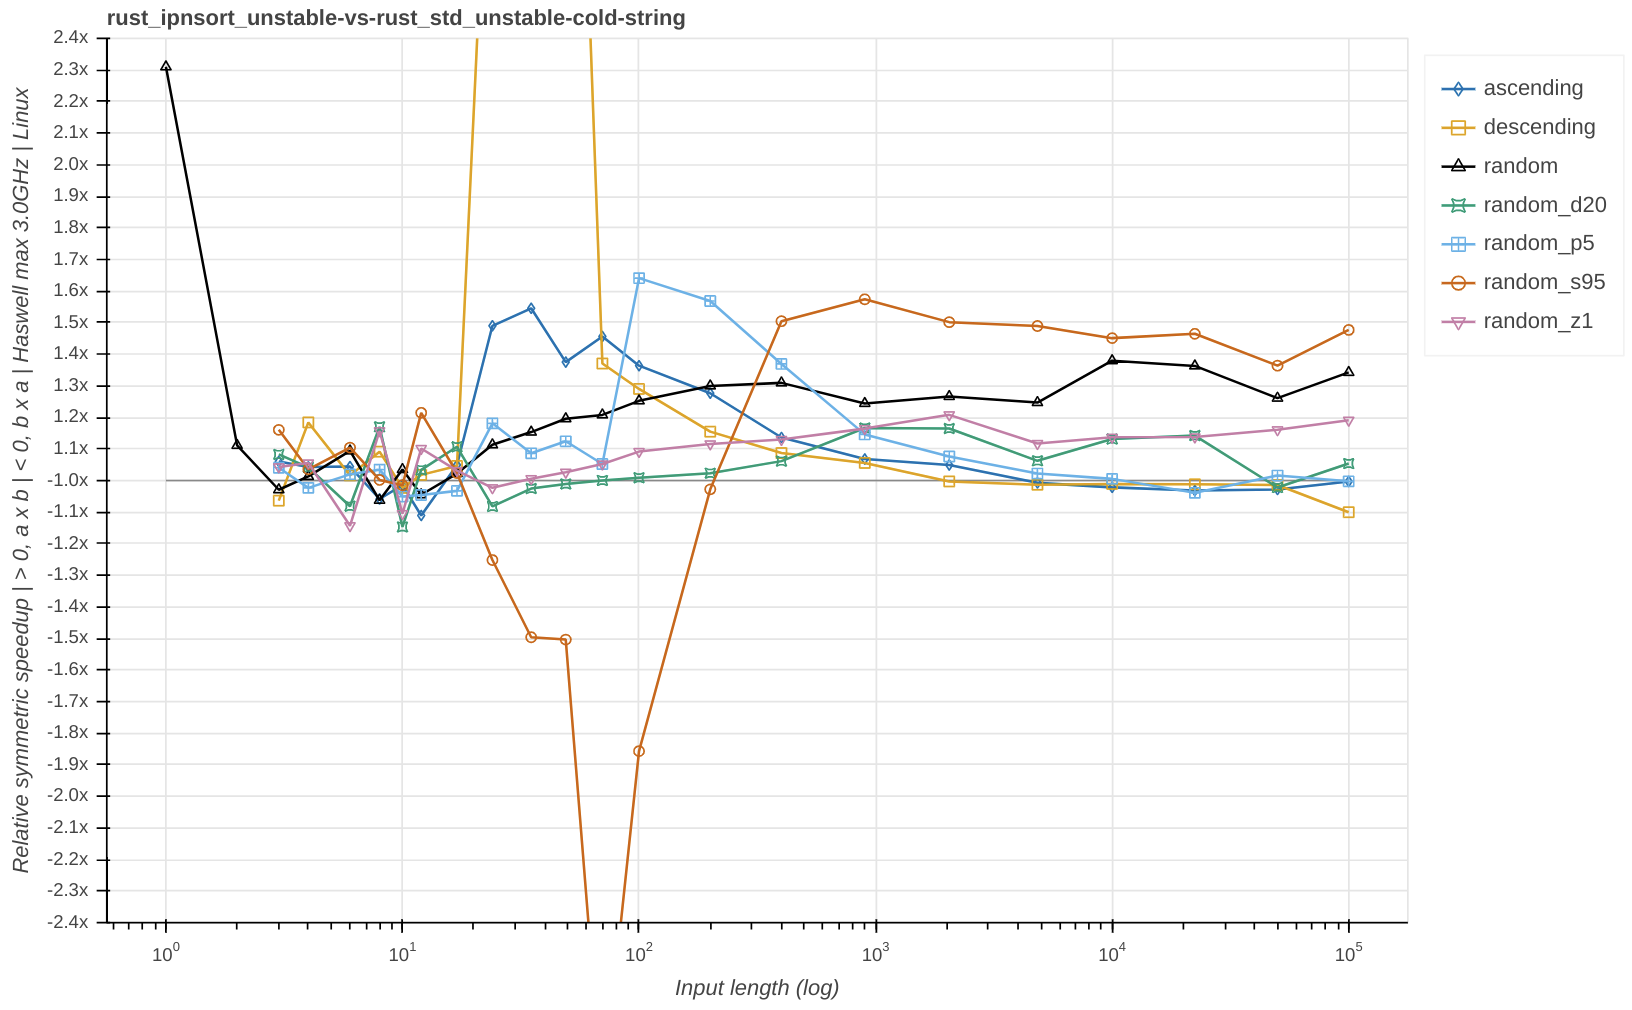 rust_ipnsort_unstable-vs-rust_std_unstable-cold-string
Relative symmetric speedup | > 0, a x b | < 0, b x a | Haswell max 3.0GHz | Linux
2.4x
2.3x
2.2x
2.1x
2.0x
1.9x
1.8x
1.7x
1.6x
1.5x
1.4x
1.3x
1.2x
1.1x
-1.0x
-1.1x
-1.2x
-1.3x
-1.4x
-1.5x
-1.6x
-1.7x
-1.8x
-1.9x
-2.0x
-2.1x
-2.2x
-2.3x
-2.4x
10⁰ 10¹ 10² 10³ 10⁴ 10⁵
Input length (log)
ascending
descending
random
random_d20
random_p5
random_s95
random_z1